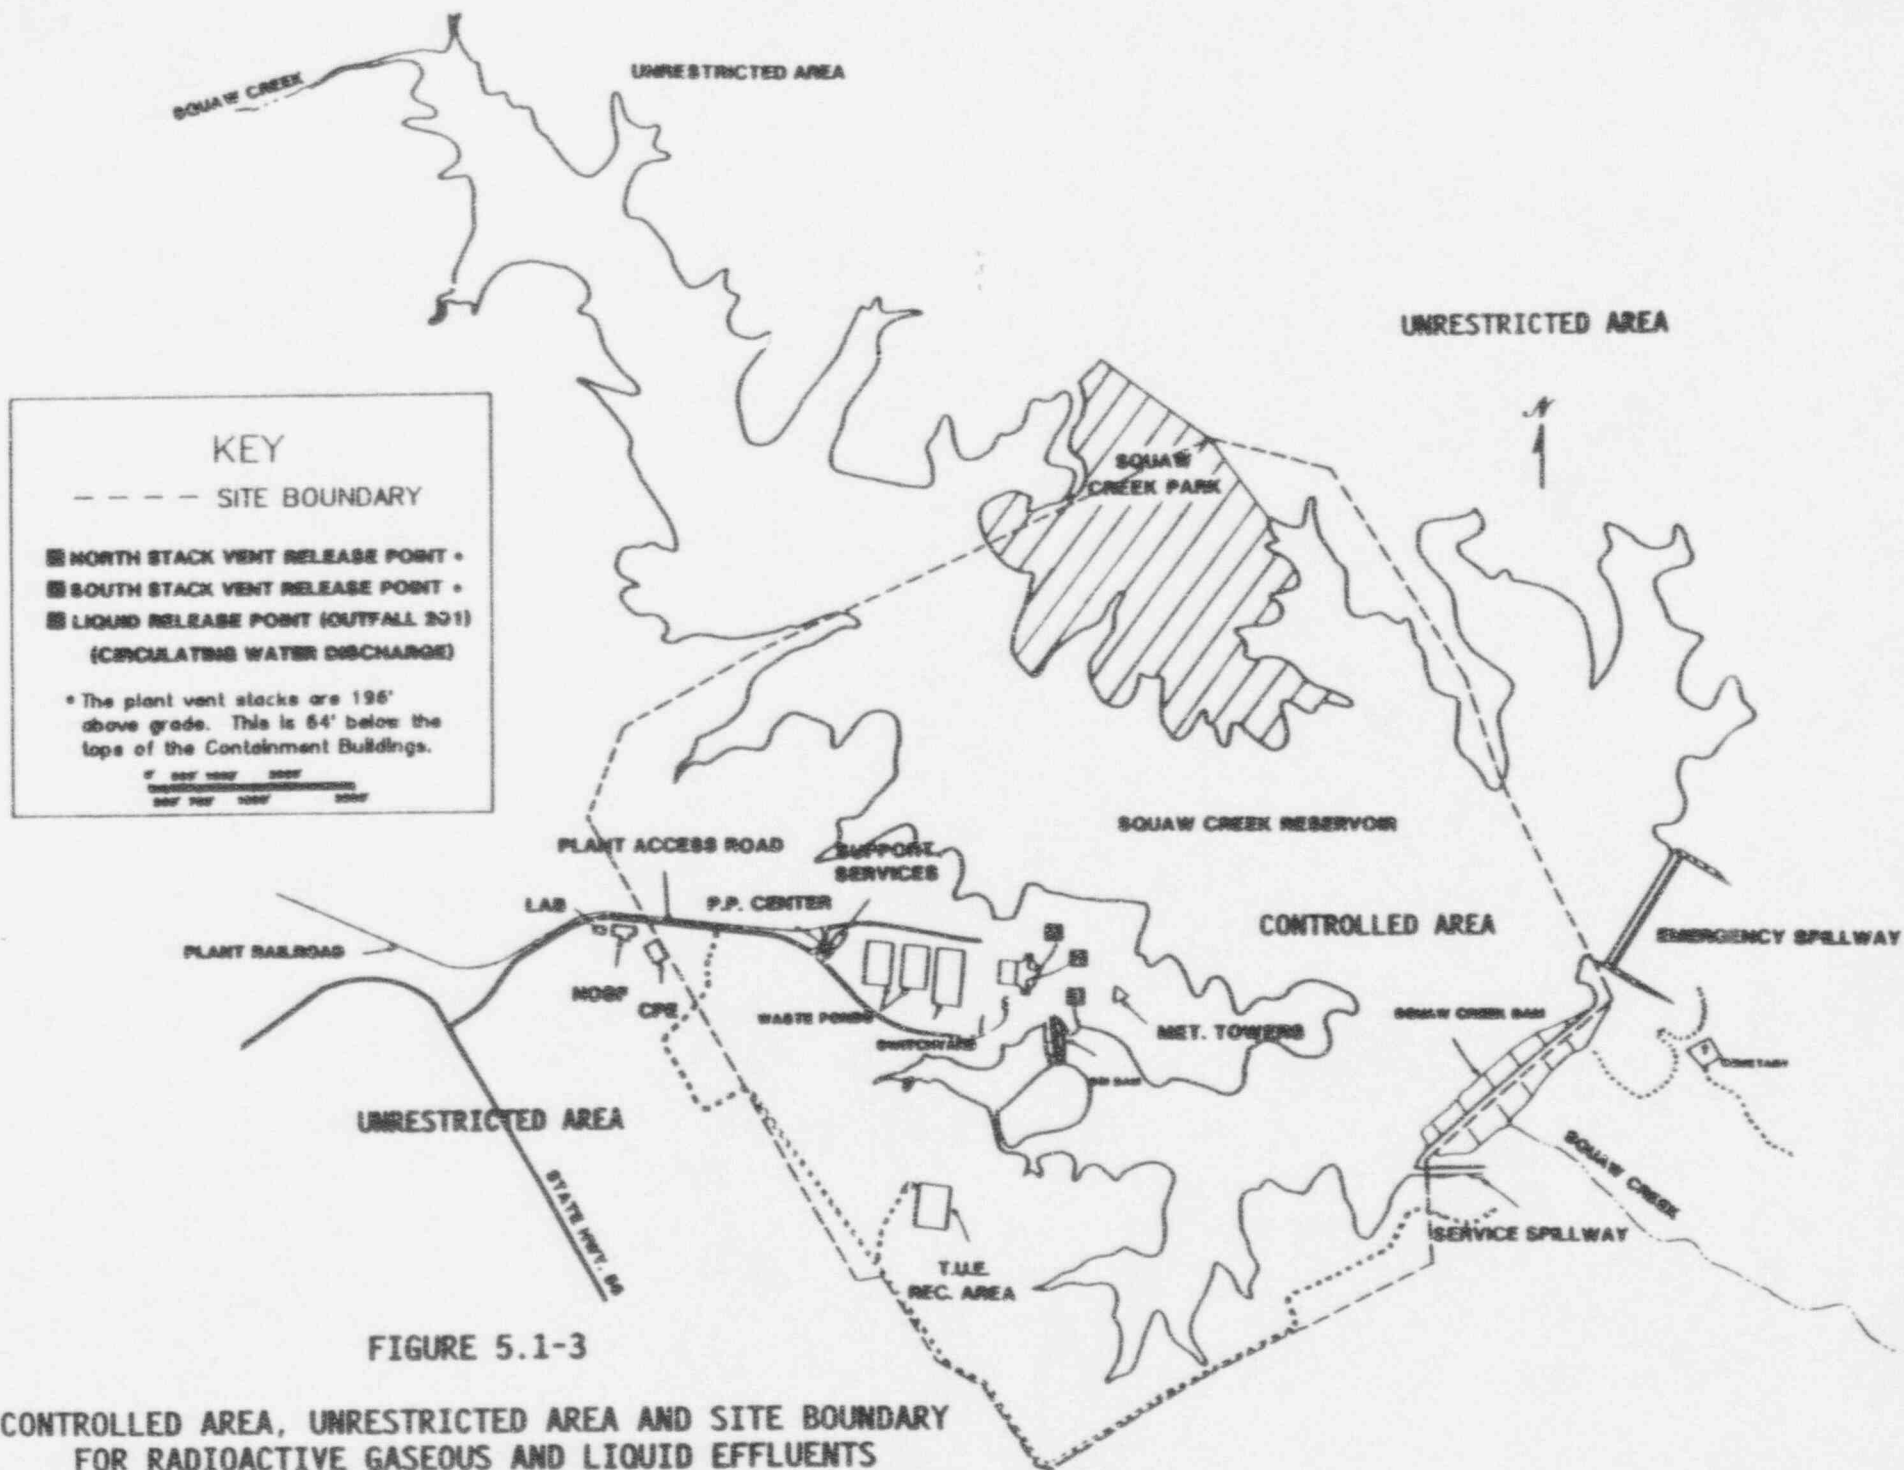 SQUAW CREEK
UNRESTRICTED AREA
UNRESTRICTED AREA
N
KEY
SITE BOUNDARY
NORTH STACK VENT RELEASE POINT *
SOUTH STACK VENT RELEASE POINT *
LIQUID RELEASE POINT (OUTFALL 201)
(CIRCULATING WATER DISCHARGE)
* The plant vent stacks are 196'
above grade. This is 64' below the
tops of the Containment Buildings.
SQUAW
CREEK PARK
SQUAW CREEK RESERVOIR
PLANT ACCESS ROAD
SUPPORT
SERVICES
LAB
P.P. CENTER
CONTROLLED AREA
PLANT RAILROAD
EMERGENCY SPILLWAY
NOSF
CPE
WASTE PONDS
SWITCHYARD
MET. TOWERS
SQUAW CREEK DAM
CEMETARY
DAM
UNRESTRICTED AREA
STATE HWY.
SQUAW CREEK
SERVICE SPILLWAY
T.U.E.
REC. AREA
FIGURE 5.1-3
CONTROLLED AREA, UNRESTRICTED AREA AND SITE BOUNDARY
FOR RADIOACTIVE GASEOUS AND LIQUID EFFLUENTS